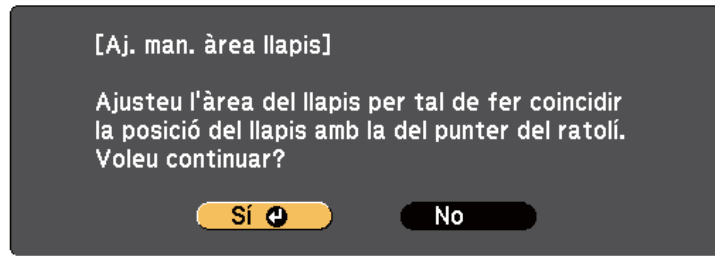 [Aj. man. àrea llapis]
Ajusteu l'àrea del llapis per tal de fer coincidir
la posició del llapis amb la del punter del ratolí.
Voleu continuar?
Sí
No